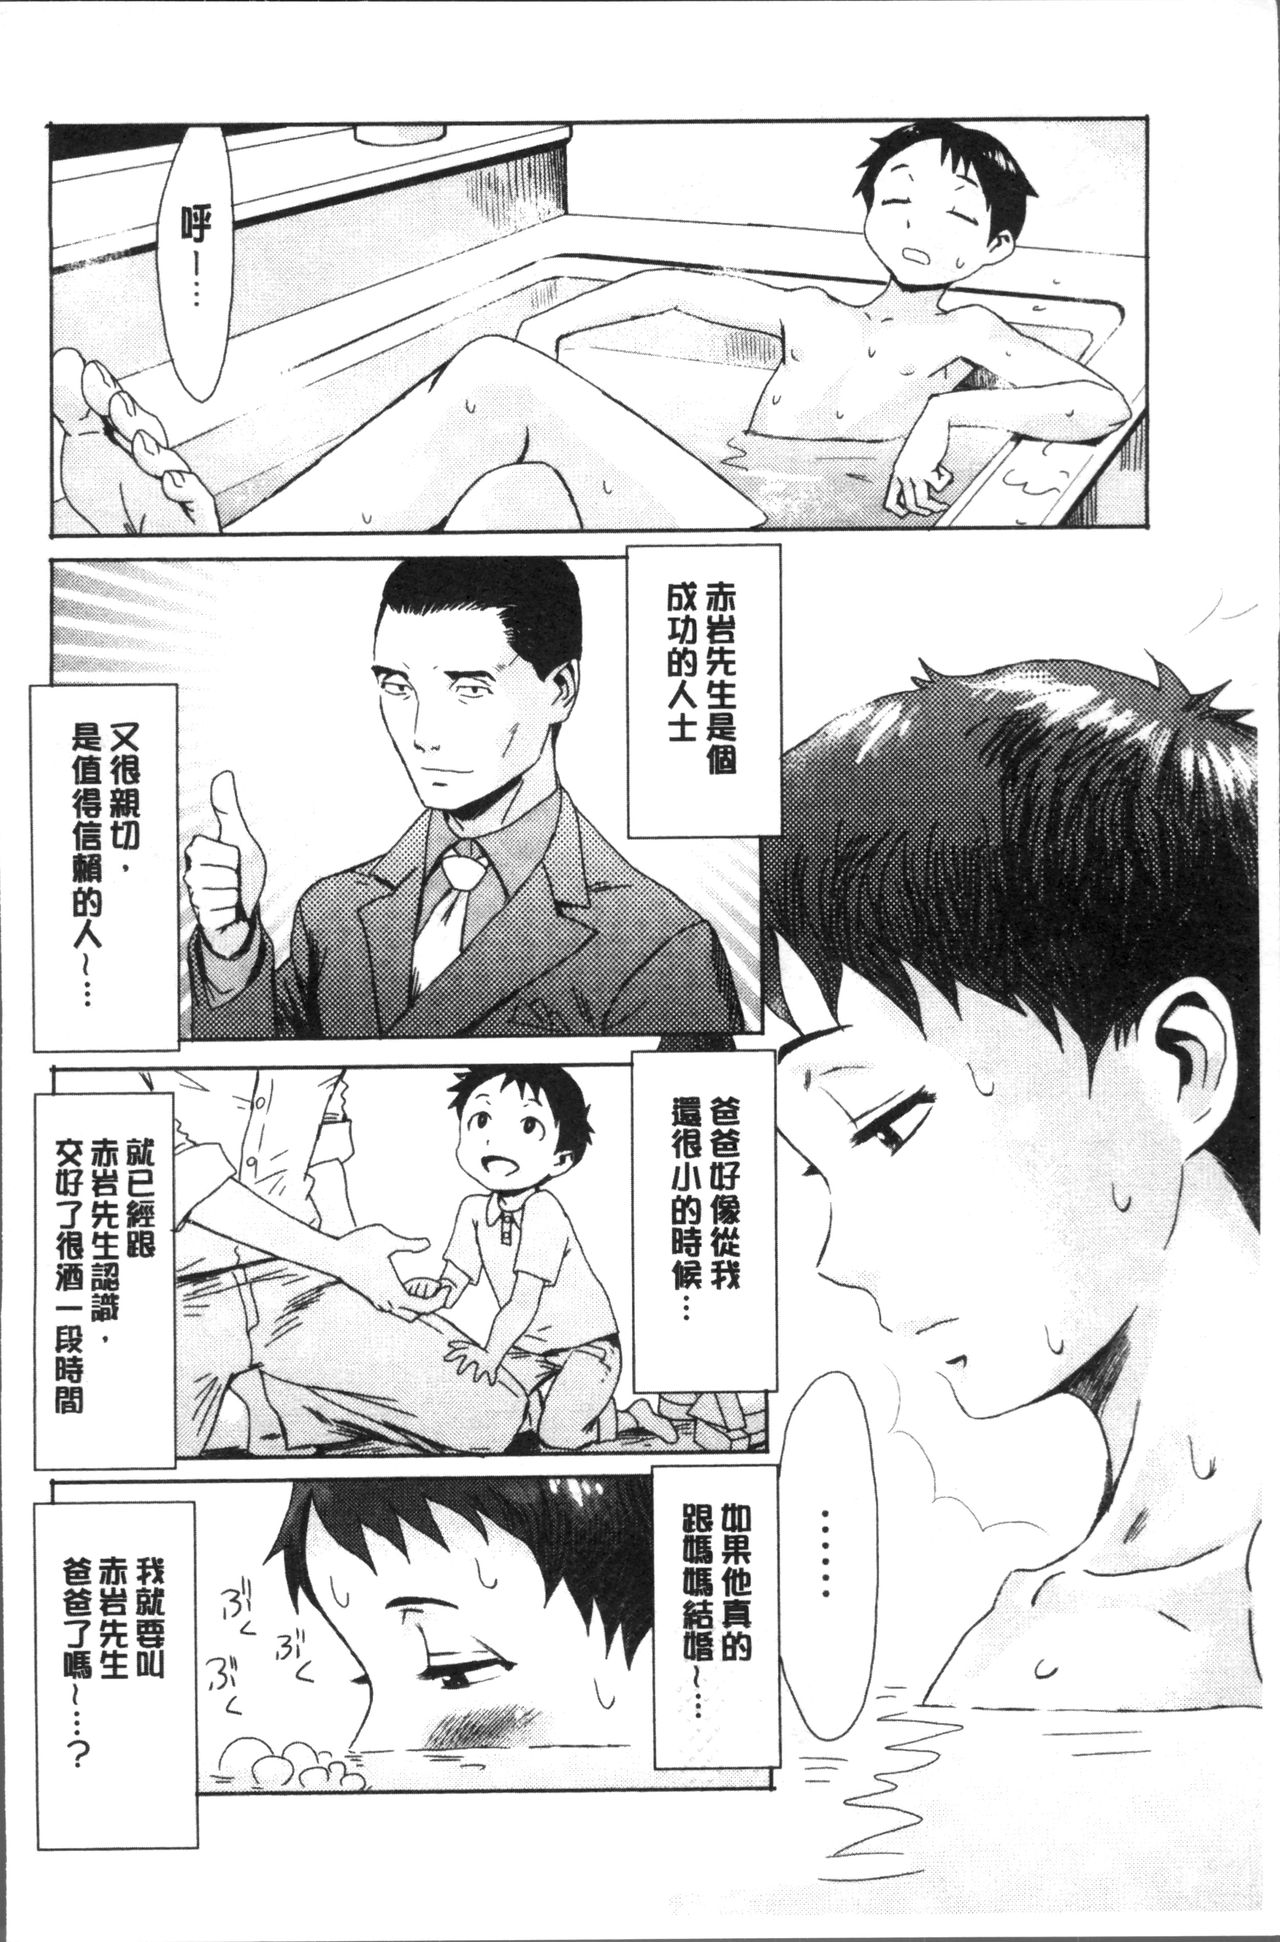 呼——……
赤岩先生是個
成功的人士
又很親切，
是值得信賴的人～…
爸爸好像從我
還很小的時候…
就已經跟
赤岩先生認識，
交好了很酒一段時間
……
如果他真的
跟媽媽結婚～…
我就要叫
赤岩先生
爸爸了嗎～……？
ぶく
ぶく
ぶく